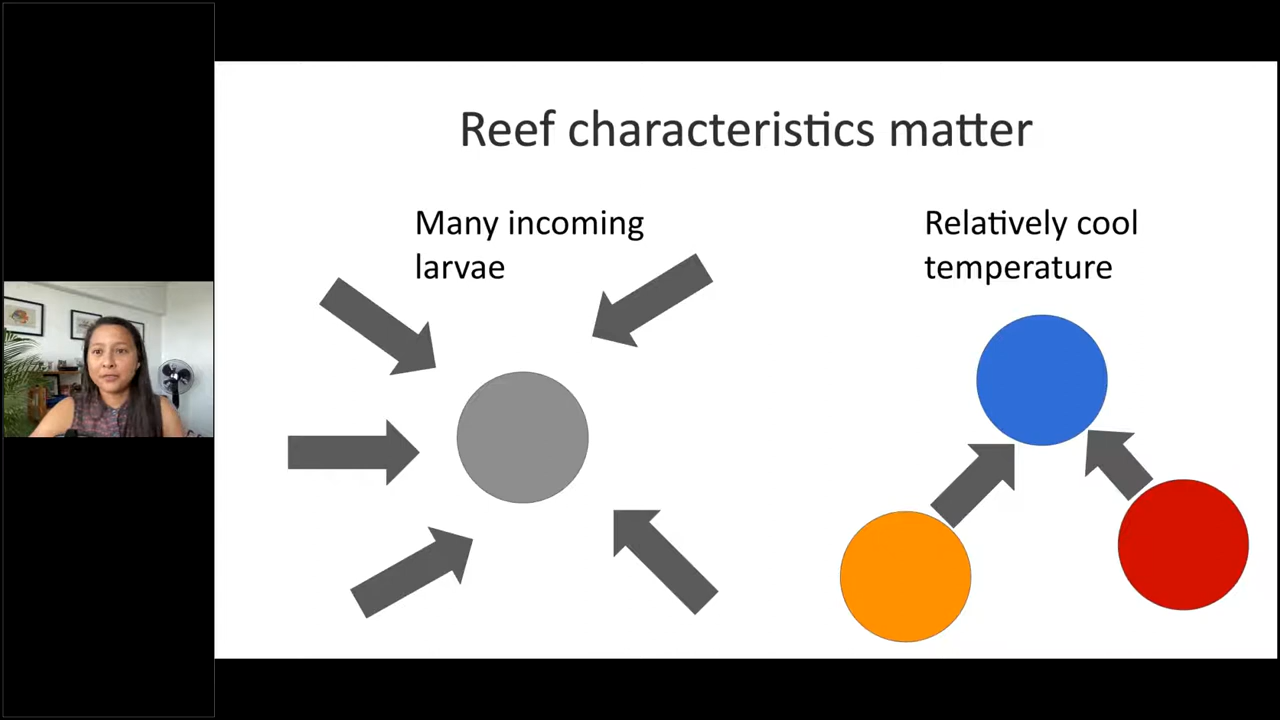 Reef characteristics matter
Many incoming
larvae
Relatively cool
temperature